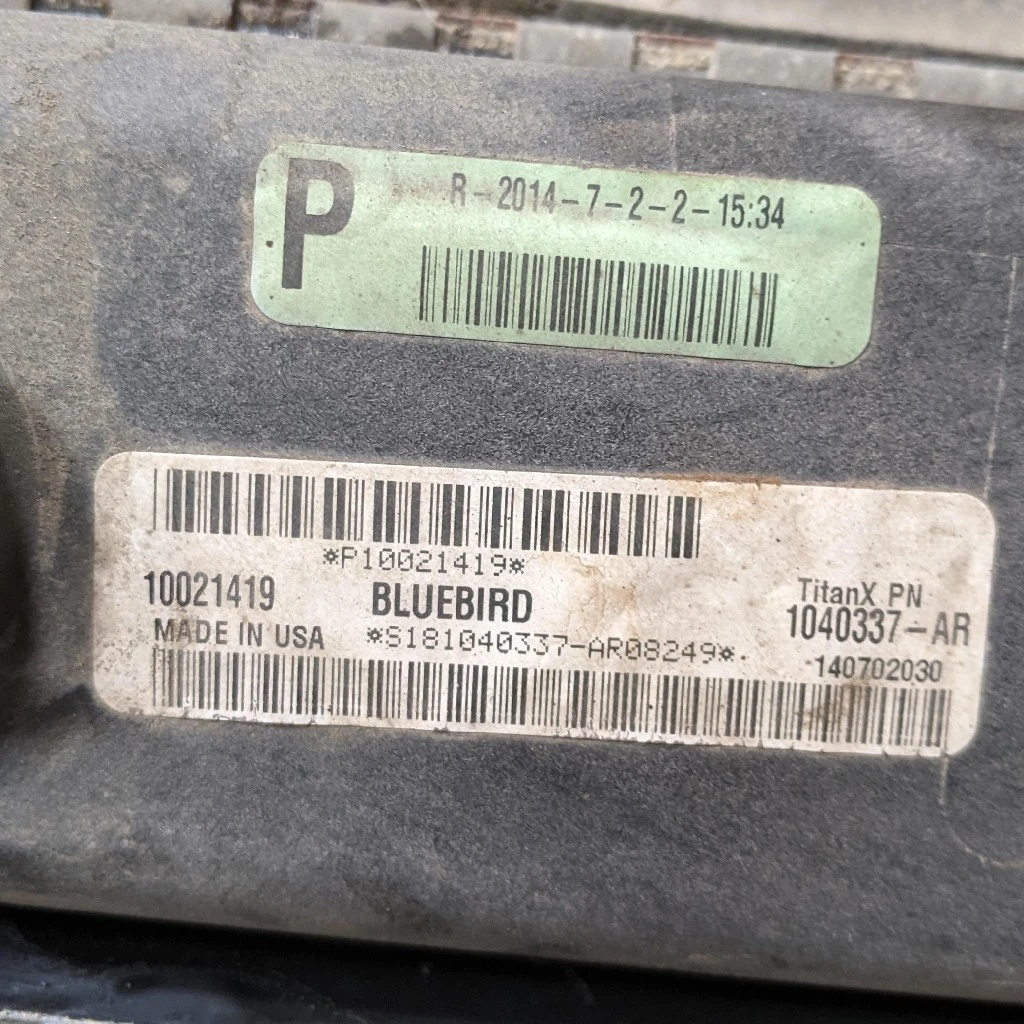 P
R-2014-7-2-2-15:34
*P10021419*
10021419 BLUEBIRD TitanX PN
1040337-AR
MADE IN USA *S181040337-AR08249*
140702030